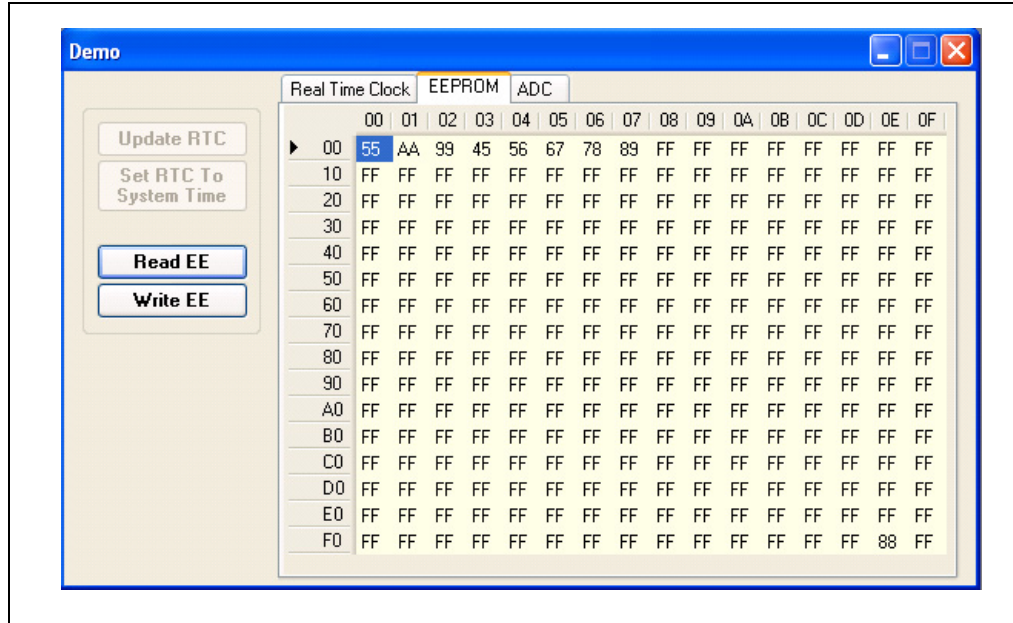 Demo
Real Time Clock EEPROM ADC
Update RTC
Set RTC To
System Time
Read EE
Write EE
00 01 02 03 04 05 06 07 08 09 0A 0B 0C 0D 0E 0F
00 55 AA 99 45 56 67 78 89 FF FF FF FF FF FF FF FF
10 FF FF FF FF FF FF FF FF FF FF FF FF FF FF FF FF
20 FF FF FF FF FF FF FF FF FF FF FF FF FF FF FF FF
30 FF FF FF FF FF FF FF FF FF FF FF FF FF FF FF FF
40 FF FF FF FF FF FF FF FF FF FF FF FF FF FF FF FF
50 FF FF FF FF FF FF FF FF FF FF FF FF FF FF FF FF
60 FF FF FF FF FF FF FF FF FF FF FF FF FF FF FF FF
70 FF FF FF FF FF FF FF FF FF FF FF FF FF FF FF FF
80 FF FF FF FF FF FF FF FF FF FF FF FF FF FF FF FF
90 FF FF FF FF FF FF FF FF FF FF FF FF FF FF FF FF
A0 FF FF FF FF FF FF FF FF FF FF FF FF FF FF FF FF
B0 FF FF FF FF FF FF FF FF FF FF FF FF FF FF FF FF
C0 FF FF FF FF FF FF FF FF FF FF FF FF FF FF FF FF
D0 FF FF FF FF FF FF FF FF FF FF FF FF FF FF FF FF
E0 FF FF FF FF FF FF FF FF FF FF FF FF FF FF FF FF
F0 FF FF FF FF FF FF FF FF FF FF FF FF FF FF 88 FF